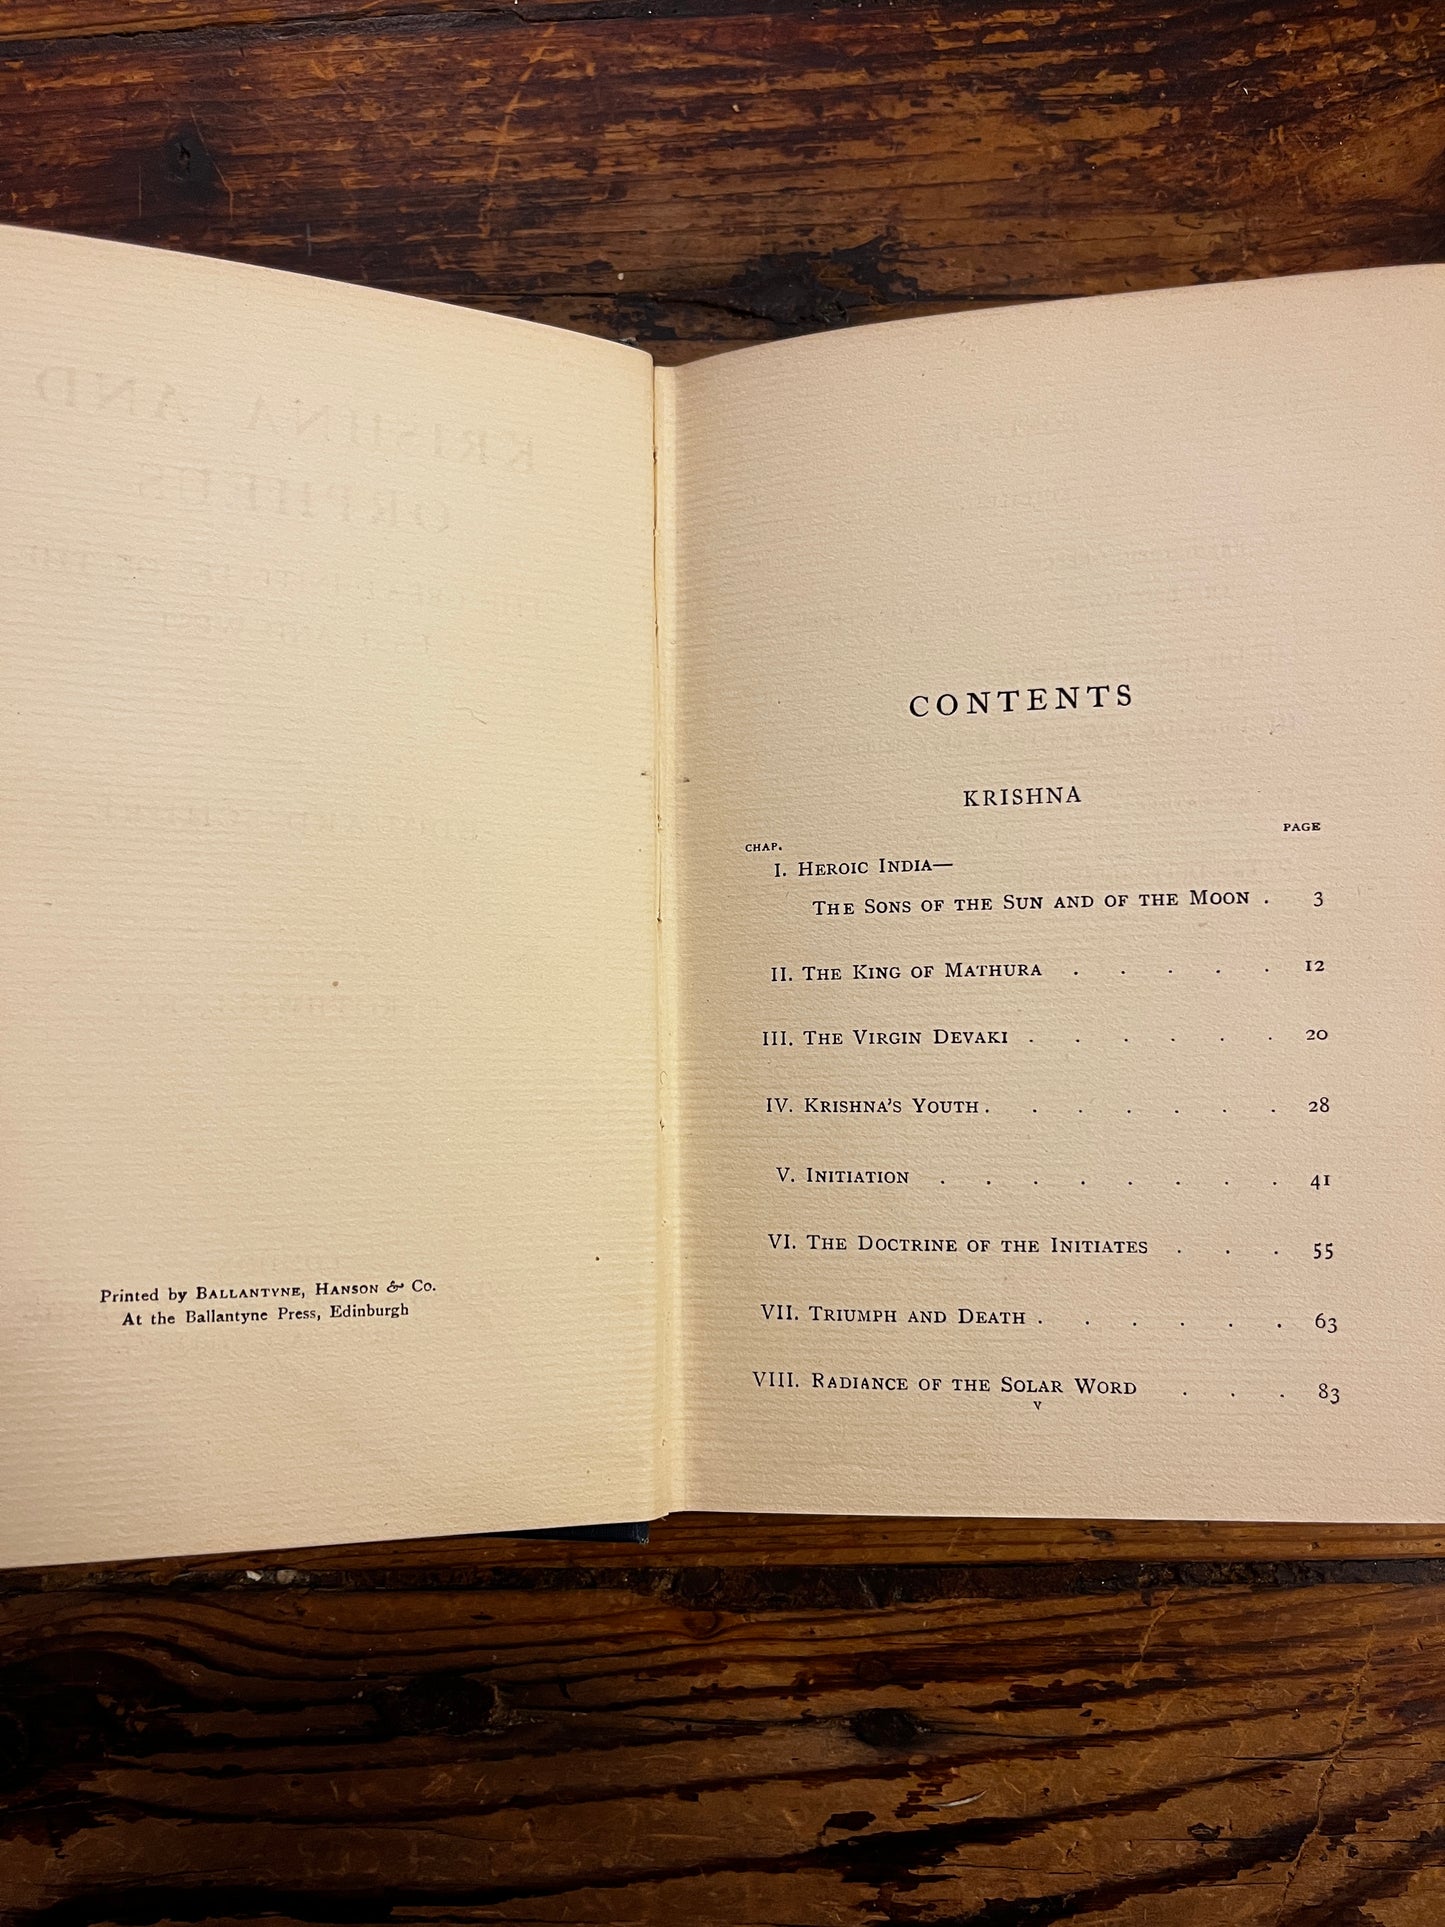 Printed by BALLANTYNE, HANSON & Co.
At the Ballantyne Press, Edinburgh
CONTENTS
KRISHNA
CHAP. PAGE
I. HEROIC INDIA—
THE SONS OF THE SUN AND OF THE MOON . 3
II. THE KING OF MATHURA . . . . . 12
III. THE VIRGIN DEVAKI . . . . . . 20
IV. KRISHNA'S YOUTH . . . . . . . 28
V. INITIATION . . . . . . . . 41
VI. THE DOCTRINE OF THE INITIATES . . . 55
VII. TRIUMPH AND DEATH . . . . . . 63
VIII. RADIANCE OF THE SOLAR WORD . . . 83
v